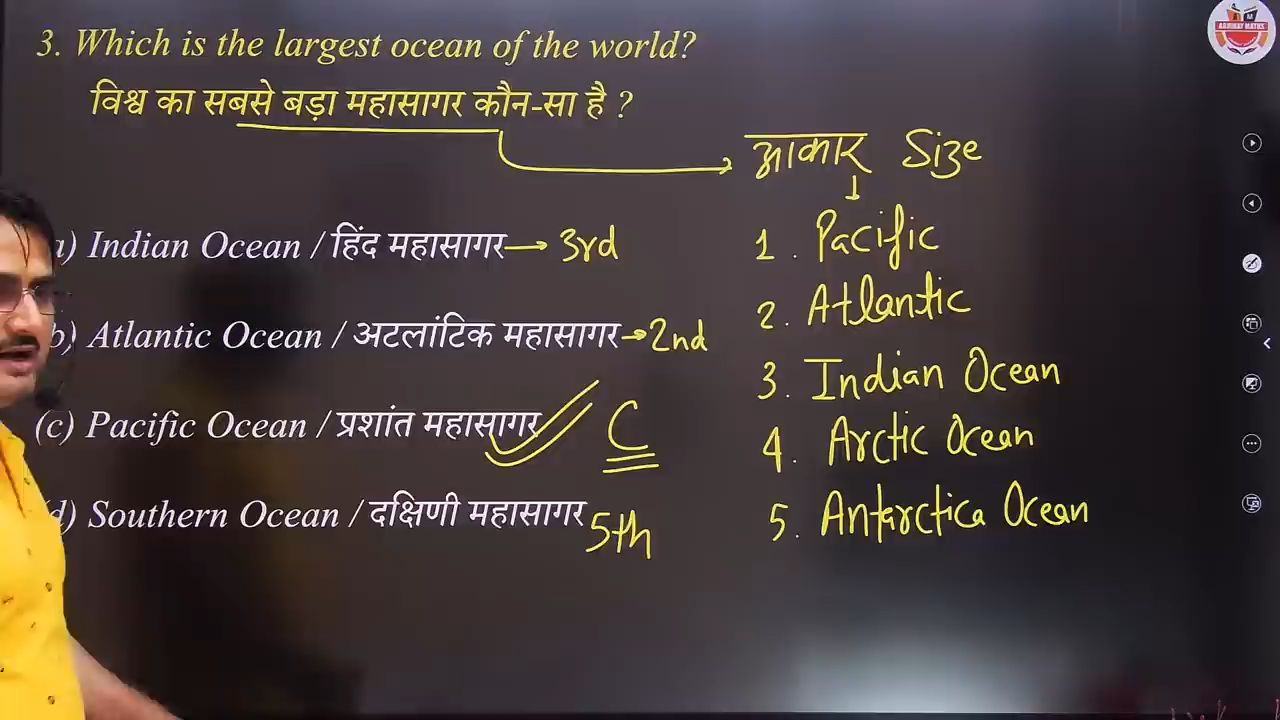 3. Which is the largest ocean of the world?
विश्व का सबसे बड़ा महासागर कौन-सा है ?
a) Indian Ocean / हिंद महासागर → 3rd
b) Atlantic Ocean / अटलांटिक महासागर → 2nd
(c) Pacific Ocean / प्रशांत महासागर C
d) Southern Ocean / दक्षिणी महासागर 5th
आकार Size
1. Pacific
2. Atlantic
3. Indian Ocean
4. Arctic Ocean
5. Antarctica Ocean
ABHINAY MATHS